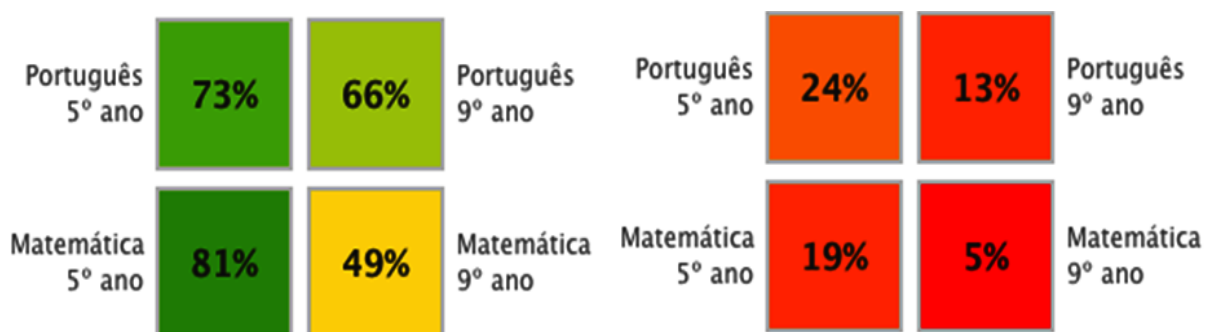 Português
5º ano
73%
66%
Português
9º ano
Matemática
5º ano
81%
49%
Matemática
9º ano
Português
5º ano
24%
13%
Português
9º ano
Matemática
5º ano
19%
5%
Matemática
9º ano